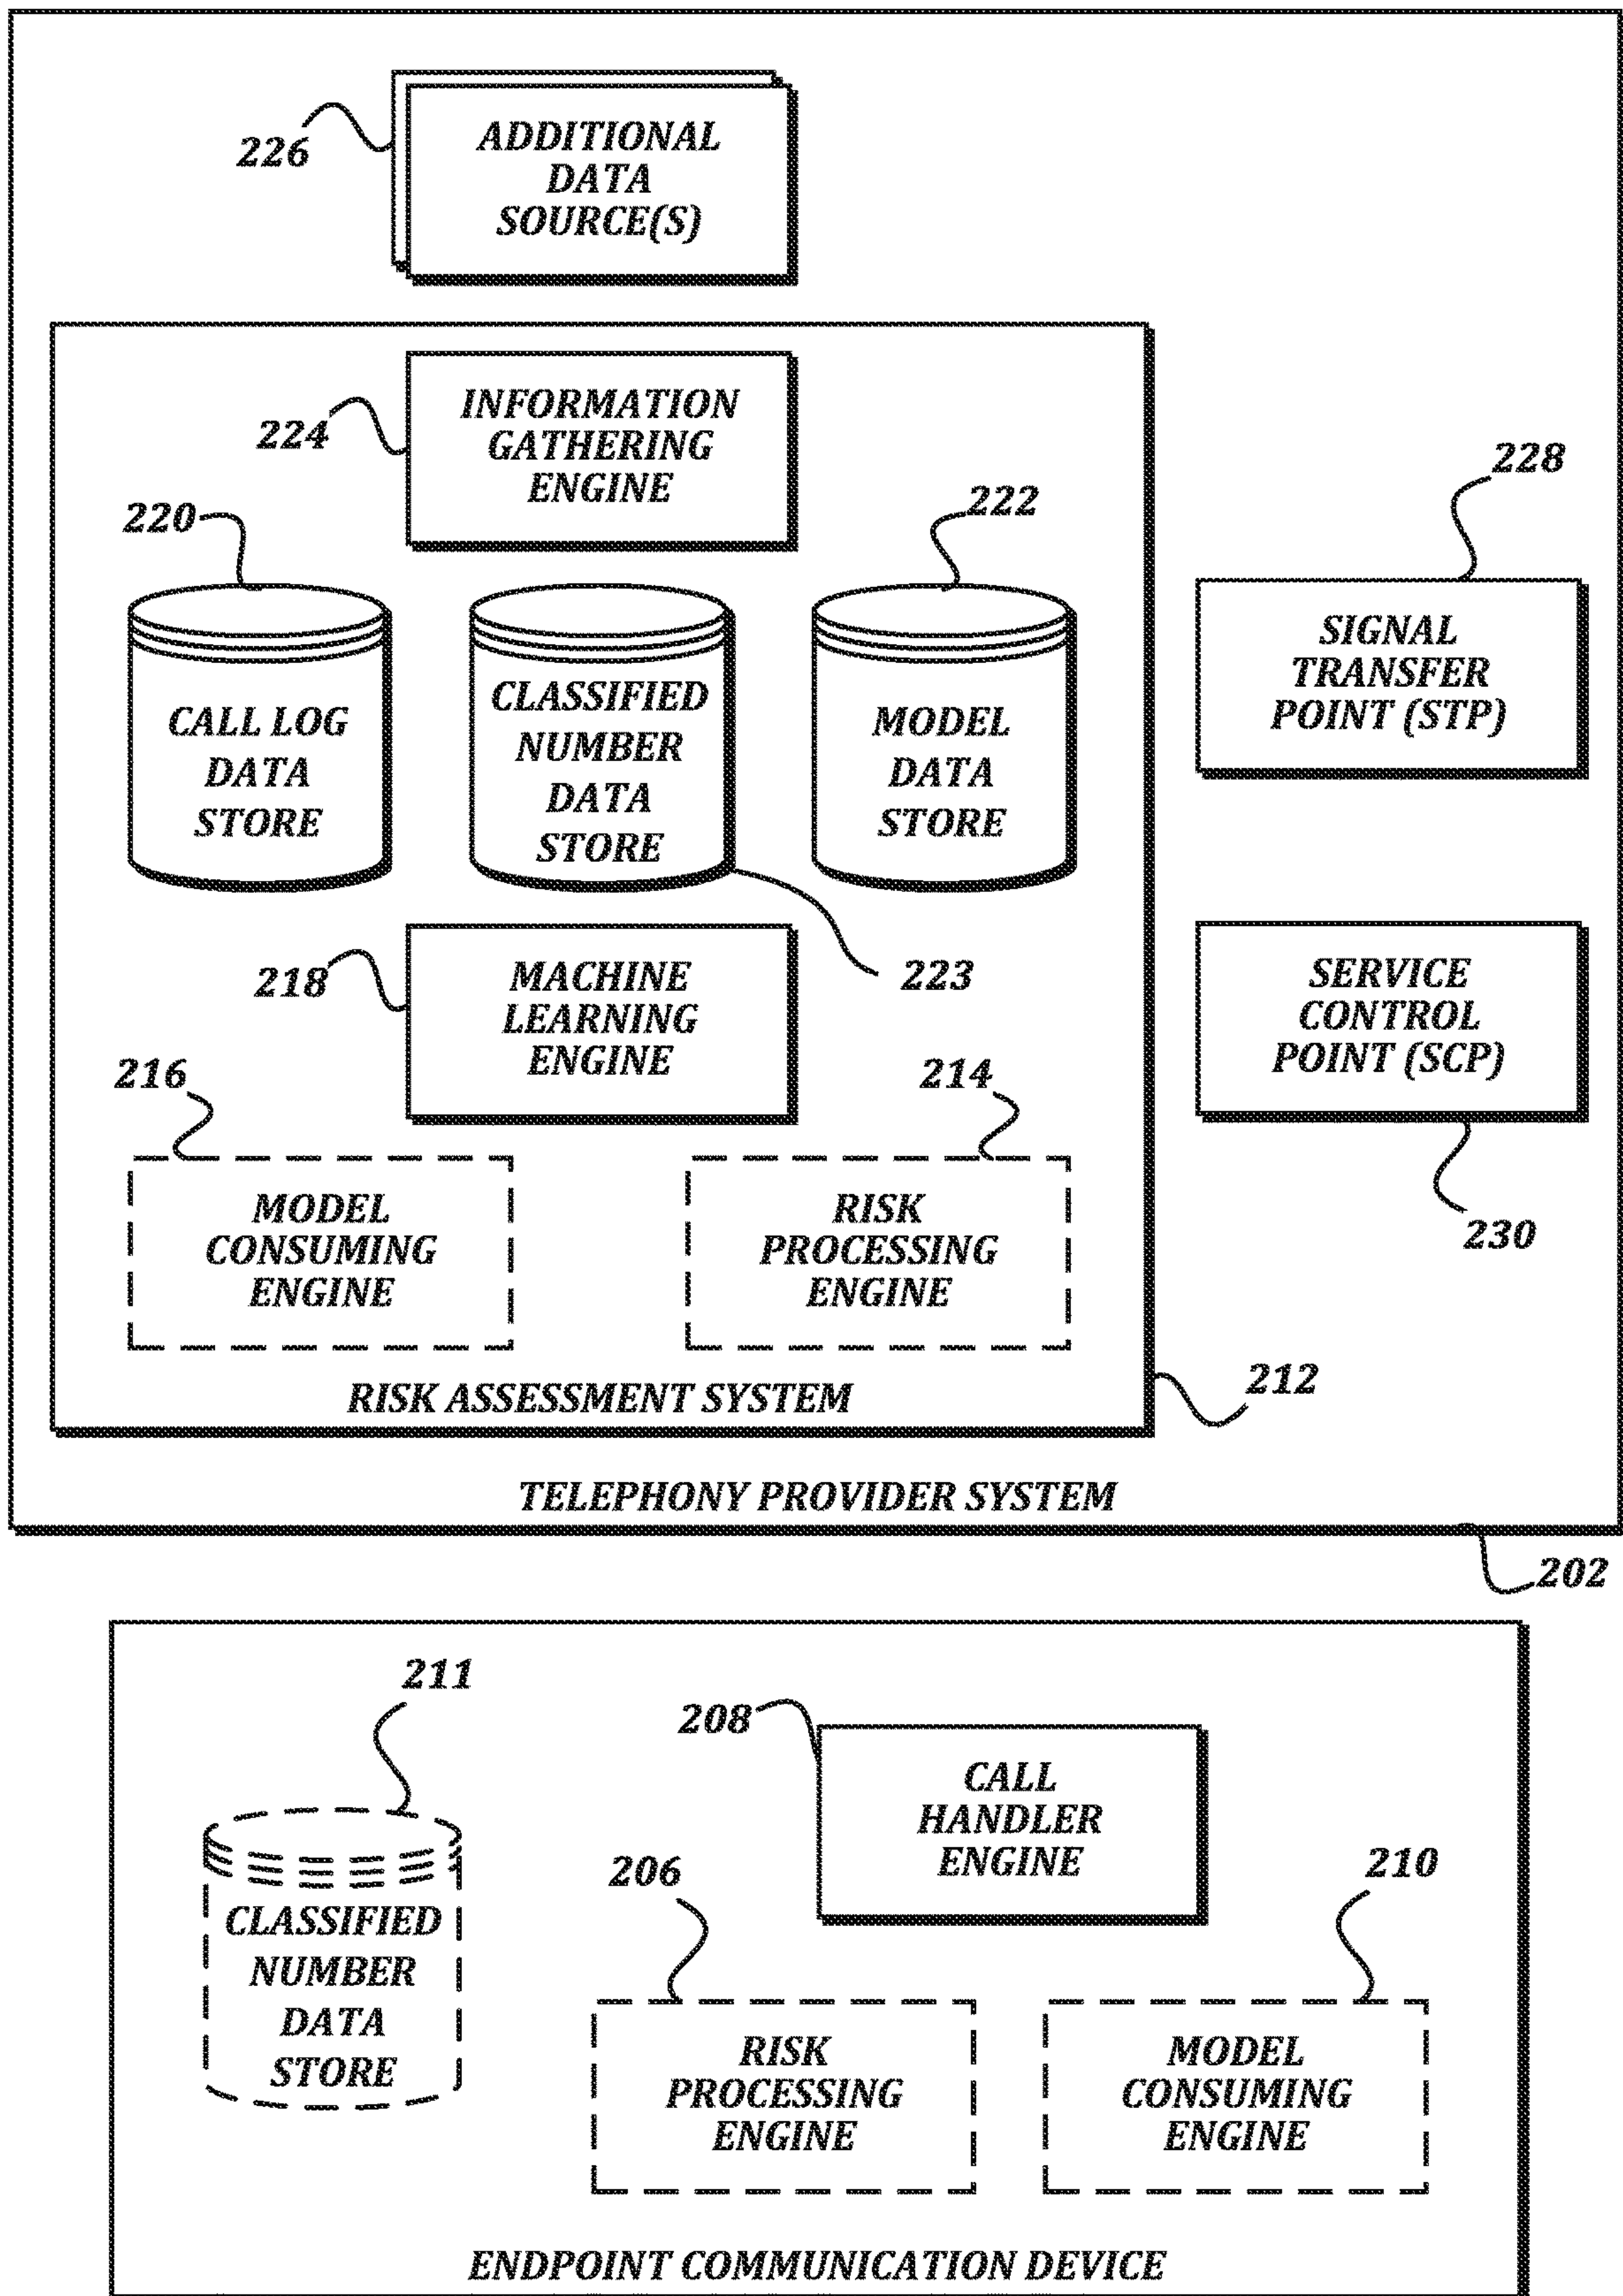 226
ADDITIONAL
DATA
SOURCE(S)
224
INFORMATION
GATHERING
ENGINE
220
222
228
CALL LOG
DATA
STORE
CLASSIFIED
NUMBER
DATA
STORE
MODEL
DATA
STORE
SIGNAL
TRANSFER
POINT (STP)
218
MACHINE
LEARNING
ENGINE
223
SERVICE
CONTROL
POINT (SCP)
216
214
MODEL
CONSUMING
ENGINE
RISK
PROCESSING
ENGINE
230
RISK ASSESSMENT SYSTEM
212
TELEPHONY PROVIDER SYSTEM
202
211
208
CALL
HANDLER
ENGINE
206
210
CLASSIFIED
NUMBER
DATA
STORE
RISK
PROCESSING
ENGINE
MODEL
CONSUMING
ENGINE
ENDPOINT COMMUNICATION DEVICE